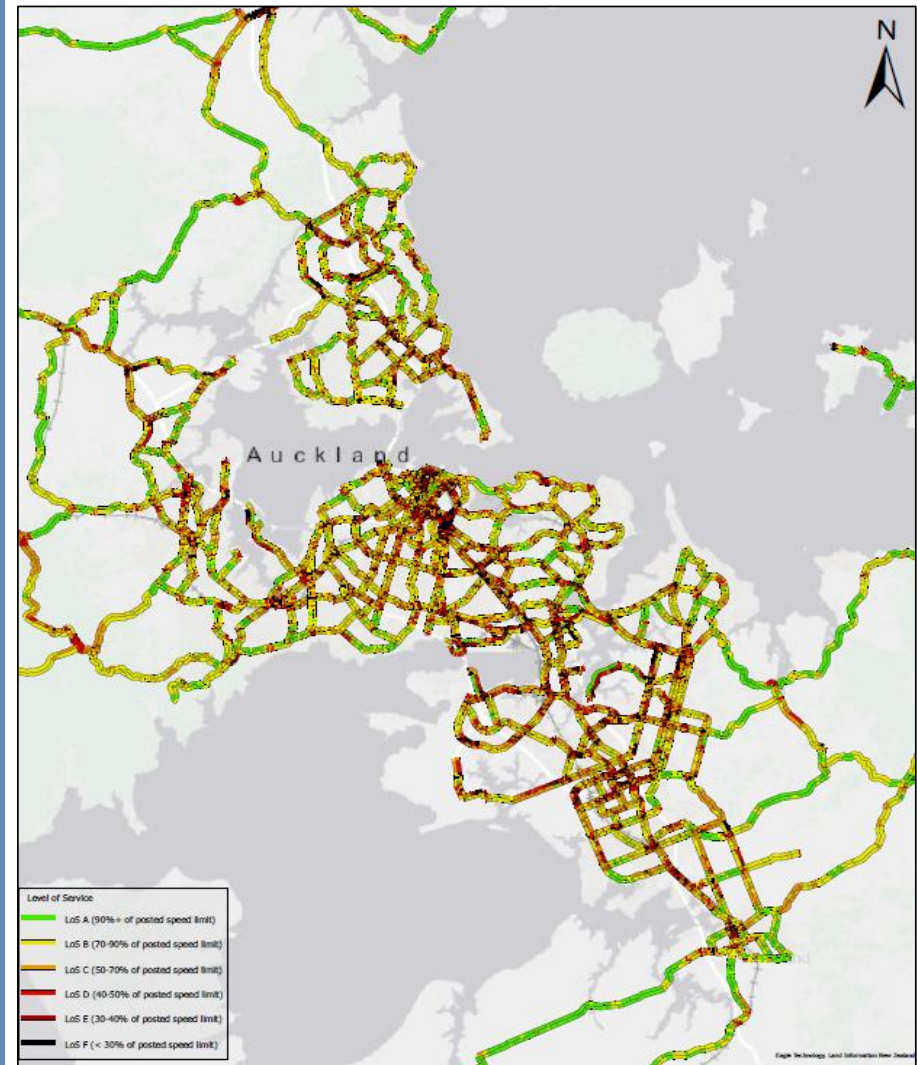 N
Auckland
Level of Service
LoS A (90%+ of posted speed limit)
LoS B (70-90% of posted speed limit)
LoS C (50-70% of posted speed limit)
LoS D (40-50% of posted speed limit)
LoS E (30-40% of posted speed limit)
LoS F (< 30% of posted speed limit)
Eagle Technology, Land Information New Zealand